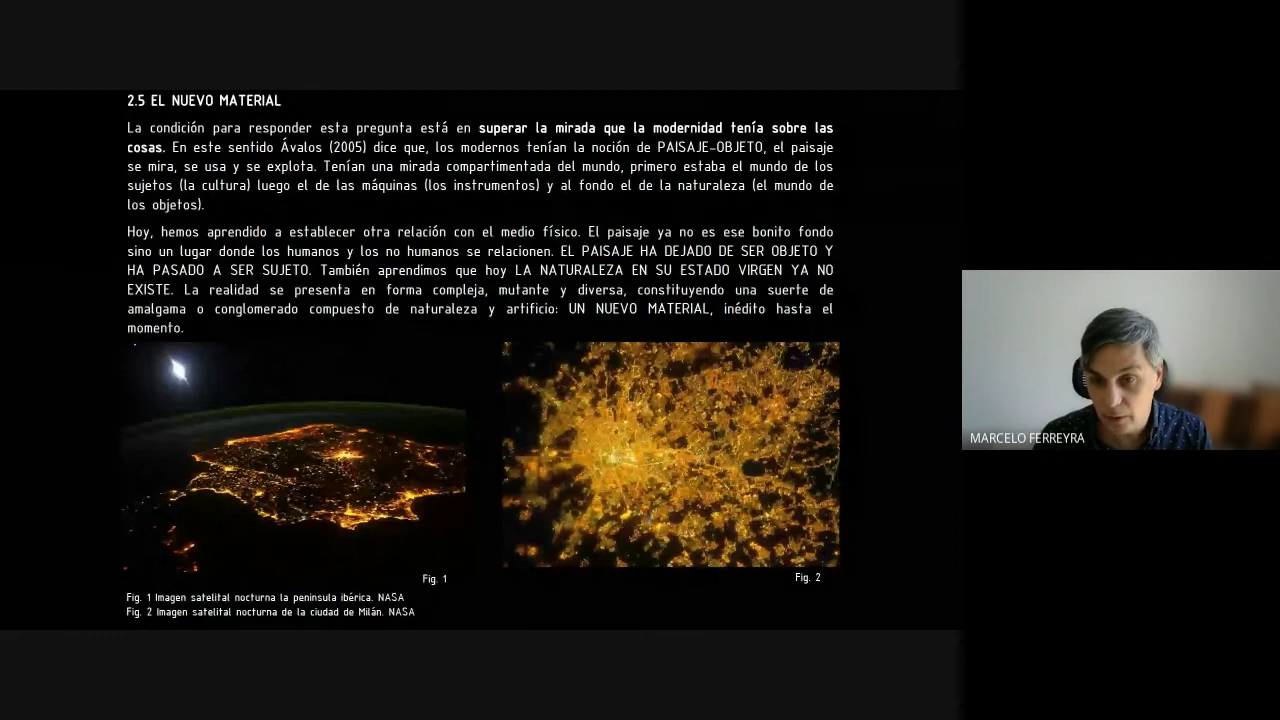 2.5 EL NUEVO MATERIAL
La condición para responder esta pregunta está en superar la mirada que la modernidad tenía sobre las
cosas. En este sentido Ávalos (2005) dice que, los modernos tenían la noción de PAISAJE-OBJETO, el paisaje
se mira, se usa y se explota. Tenían una mirada compartimentada del mundo, primero estaba el mundo de los
sujetos (la cultura) luego el de las máquinas (los instrumentos) y al fondo el de la naturaleza (el mundo de
los objetos).
Hoy, hemos aprendido a establecer otra relación con el medio físico. El paisaje ya no es ese bonito fondo
sino un lugar donde los humanos y los no humanos se relacionen. EL PAISAJE HA DEJADO DE SER OBJETO Y
HA PASADO A SER SUJETO. También aprendimos que hoy LA NATURALEZA EN SU ESTADO VIRGEN YA NO
EXISTE. La realidad se presenta en forma compleja, mutante y diversa, constituyendo una suerte de
amalgama o conglomerado compuesto de naturaleza y artificio: UN NUEVO MATERIAL, inédito hasta el
momento.
Fig. 1
Fig. 2
Fig. 1 Imagen satelital nocturna la peninsula ibérica. NASA
Fig. 2 Imagen satelital nocturna de la ciudad de Milán. NASA
MARCELO FERREYRA